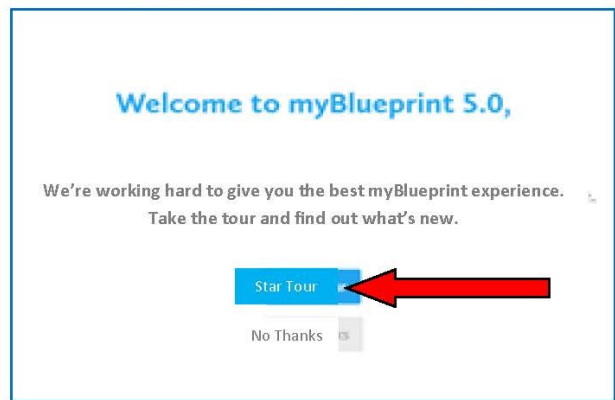 Welcome to myBlueprint 5.0,
We're working hard to give you the best myBlueprint experience.
Take the tour and find out what's new.
Star Tour
No Thanks